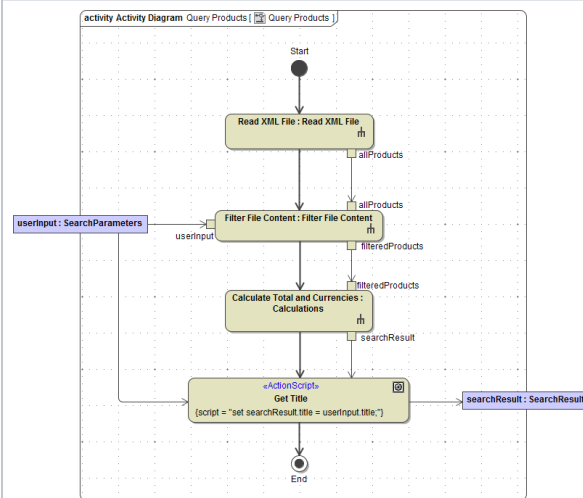 activity Activity Diagram Query Products [ Query Products ]
Start
Read XML File : Read XML File
allProducts
allProducts
userInput : SearchParameters
Filter File Content : Filter File Content
userInput
filteredProducts
filteredProducts
Calculate Total and Currencies :
Calculations
searchResult
«ActionScript»
Get Title
{script = "set searchResult.title = userInput.title;"}
searchResult : SearchResult
End